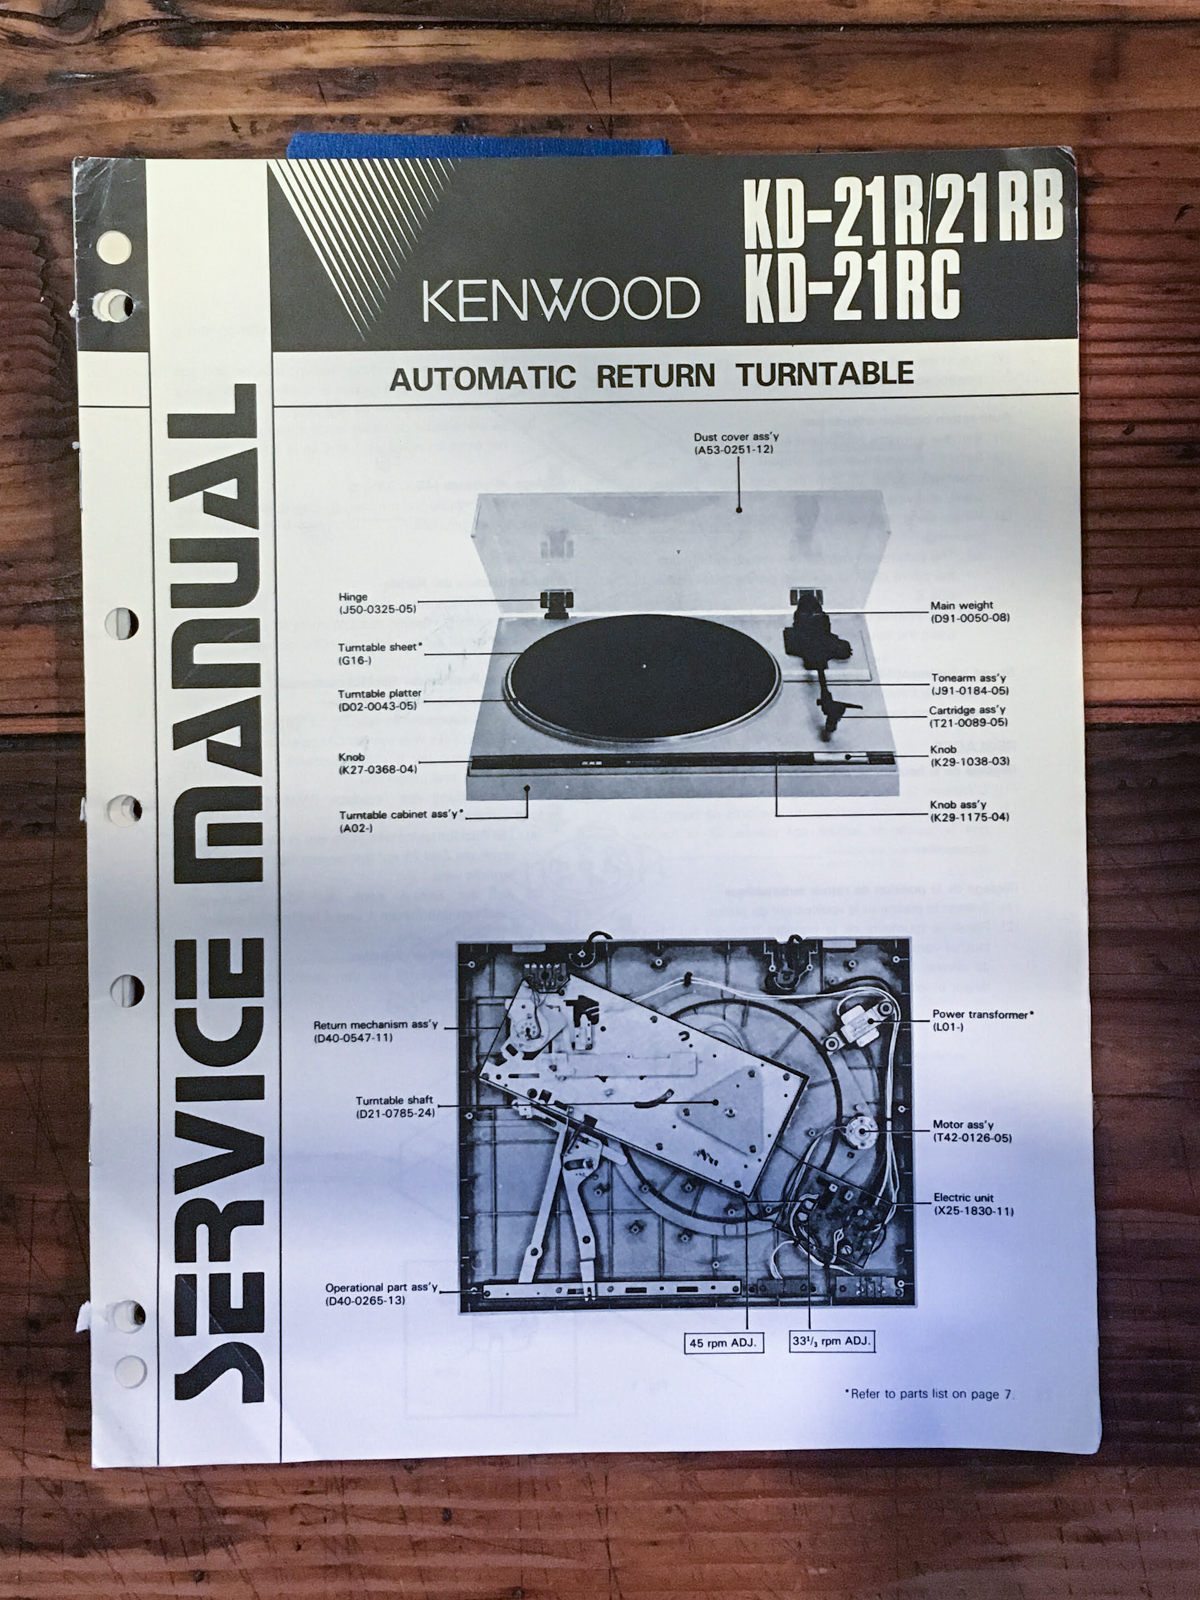 KD-21R/21RB
KD-21RC
KENWOOD
AUTOMATIC RETURN TURNTABLE
SERVICE MANUAL
Dust cover ass'y
(A53-0251-12)
Hinge
(J50-0325-05)
Turntable sheet*
(G16-)
Turntable platter
(D02-0043-05)
Knob
(K27-0368-04)
Turntable cabinet ass'y*
(A02-)
Main weight
(D91-0050-08)
Tonearm ass'y
(J91-0184-05)
Cartridge ass'y
(T21-0089-05)
Knob
(K29-1038-03)
Knob ass'y
(K29-1175-04)
Return mechanism ass'y
(D40-0547-11)
Turntable shaft
(D21-0785-24)
Operational part ass'y
(D40-0265-13)
Power transformer*
(L01-)
Motor ass'y
(T42-0126-05)
Electric unit
(X25-1830-11)
45 rpm ADJ.
33⅓ rpm ADJ.
*Refer to parts list on page 7.